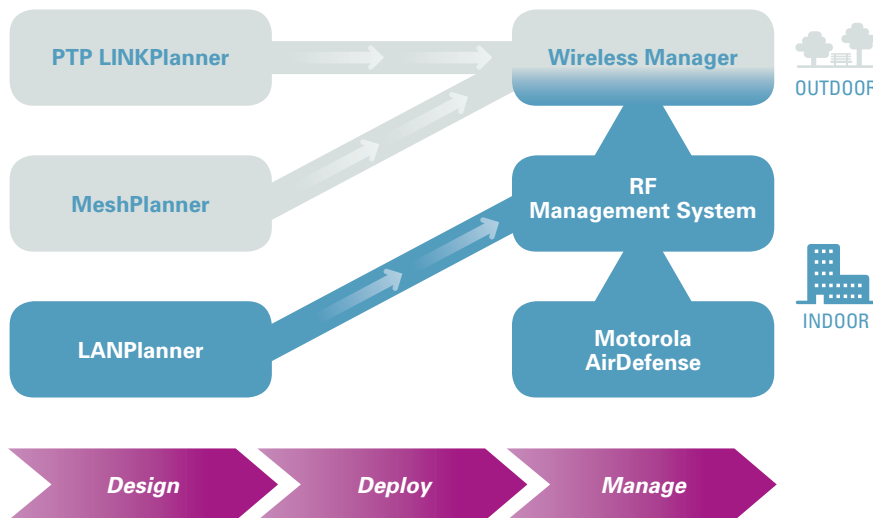 PTP LINKPlanner
Wireless Manager
OUTDOOR
MeshPlanner
RF
Management System
LANPlanner
Motorola
AirDefense
INDOOR
Design
Deploy
Manage